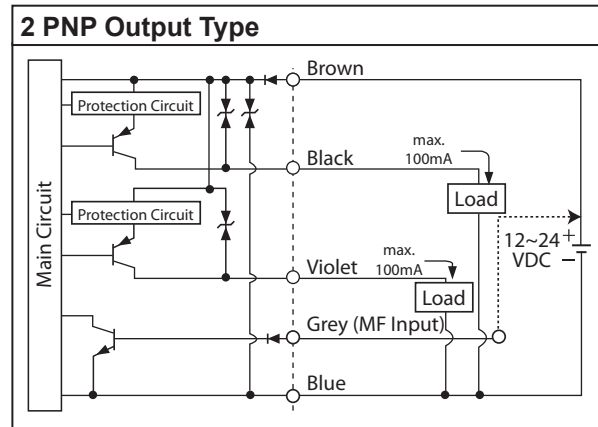 2 PNP Output Type
Brown
Protection Circuit
max.
100mA
Black
Load
Protection Circuit
Main Circuit
12~24 +
VDC −
max.
100mA
Violet
Load
Grey (MF Input)
Blue